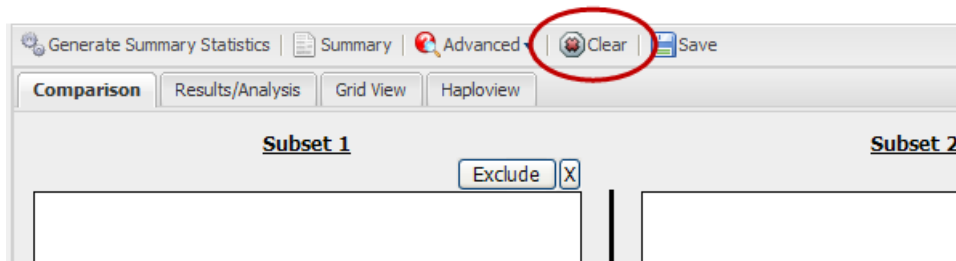 Generate Summary Statistics | Summary | Advanced | Clear | Save
Comparison Results/Analysis Grid View Haploview
Subset 1 Subset 2
Exclude X